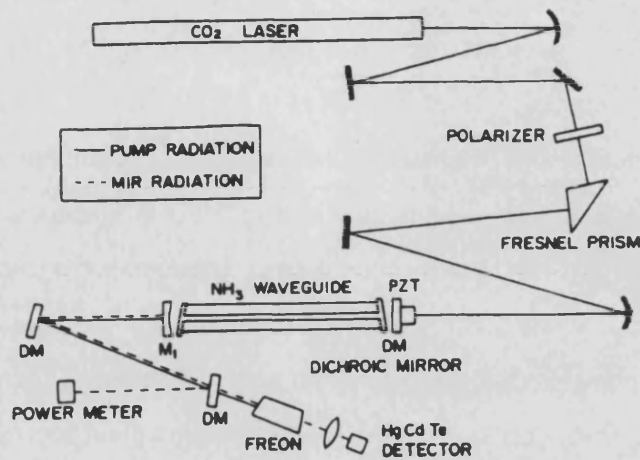 CO2 LASER
POLARIZER
PUMP RADIATION
MIR RADIATION
FRESNEL PRISM
NH3 WAVEGUIDE
PZT
DM
M1
DM
DICHROIC MIRROR
POWER METER
DM
FREON
HgCdTe
DETECTOR